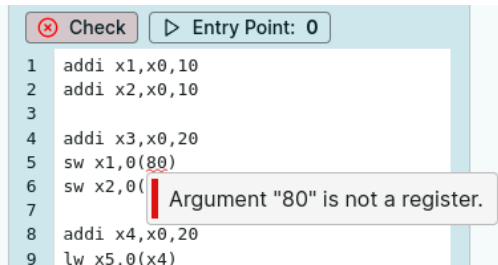 Check
Entry Point: 0
1 addi x1,x0,10
2 addi x2,x0,10
3
4 addi x3,x0,20
5 sw x1,0(80)
6 sw x2,0(
Argument "80" is not a register.
7
8 addi x4,x0,20
9 lw x5,0(x4)